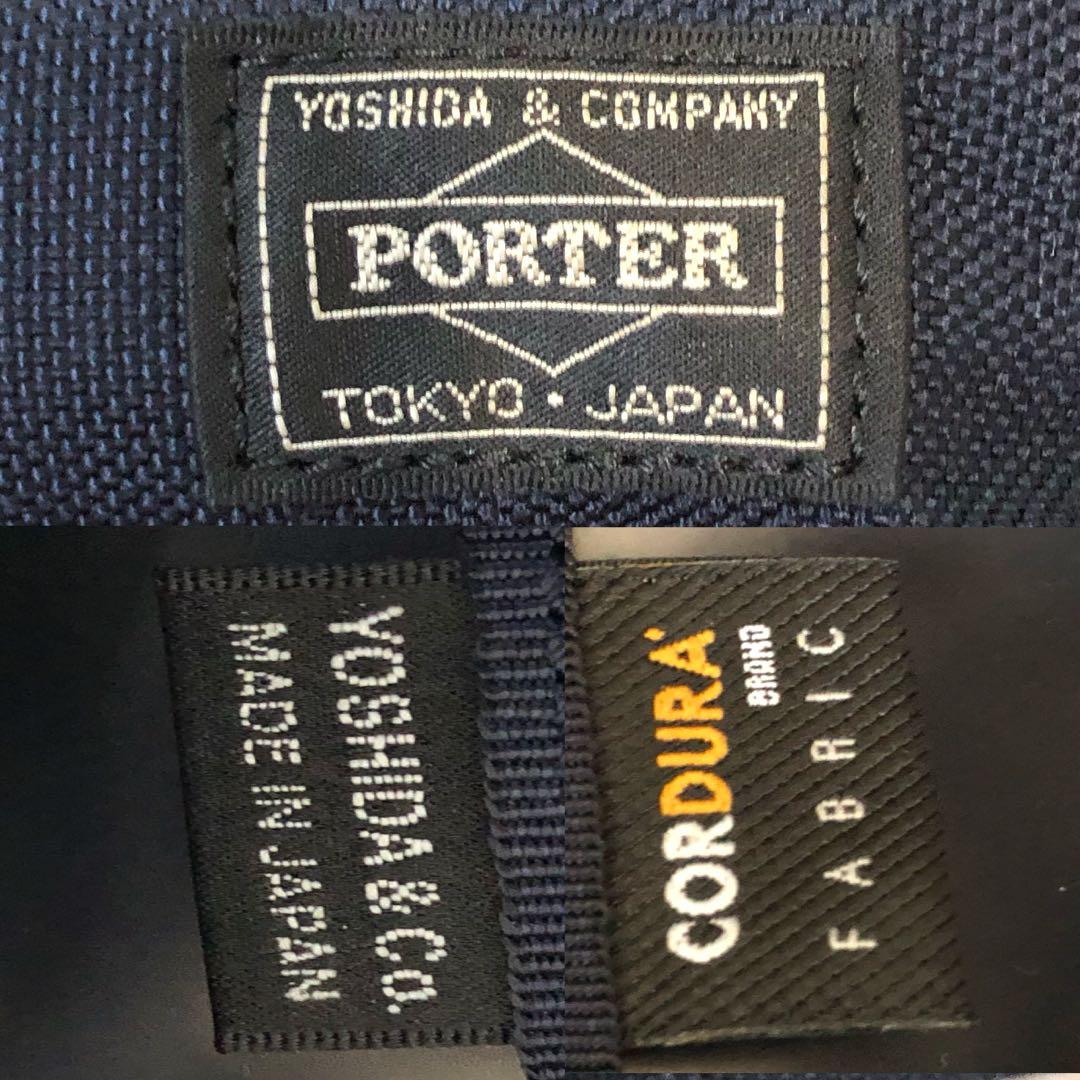 YOSHIDA & COMPANY
PORTER
TOKYO・JAPAN
YOSHIDA & CO.
MADE IN JAPAN
CORDURA®
BRAND
FABRIC